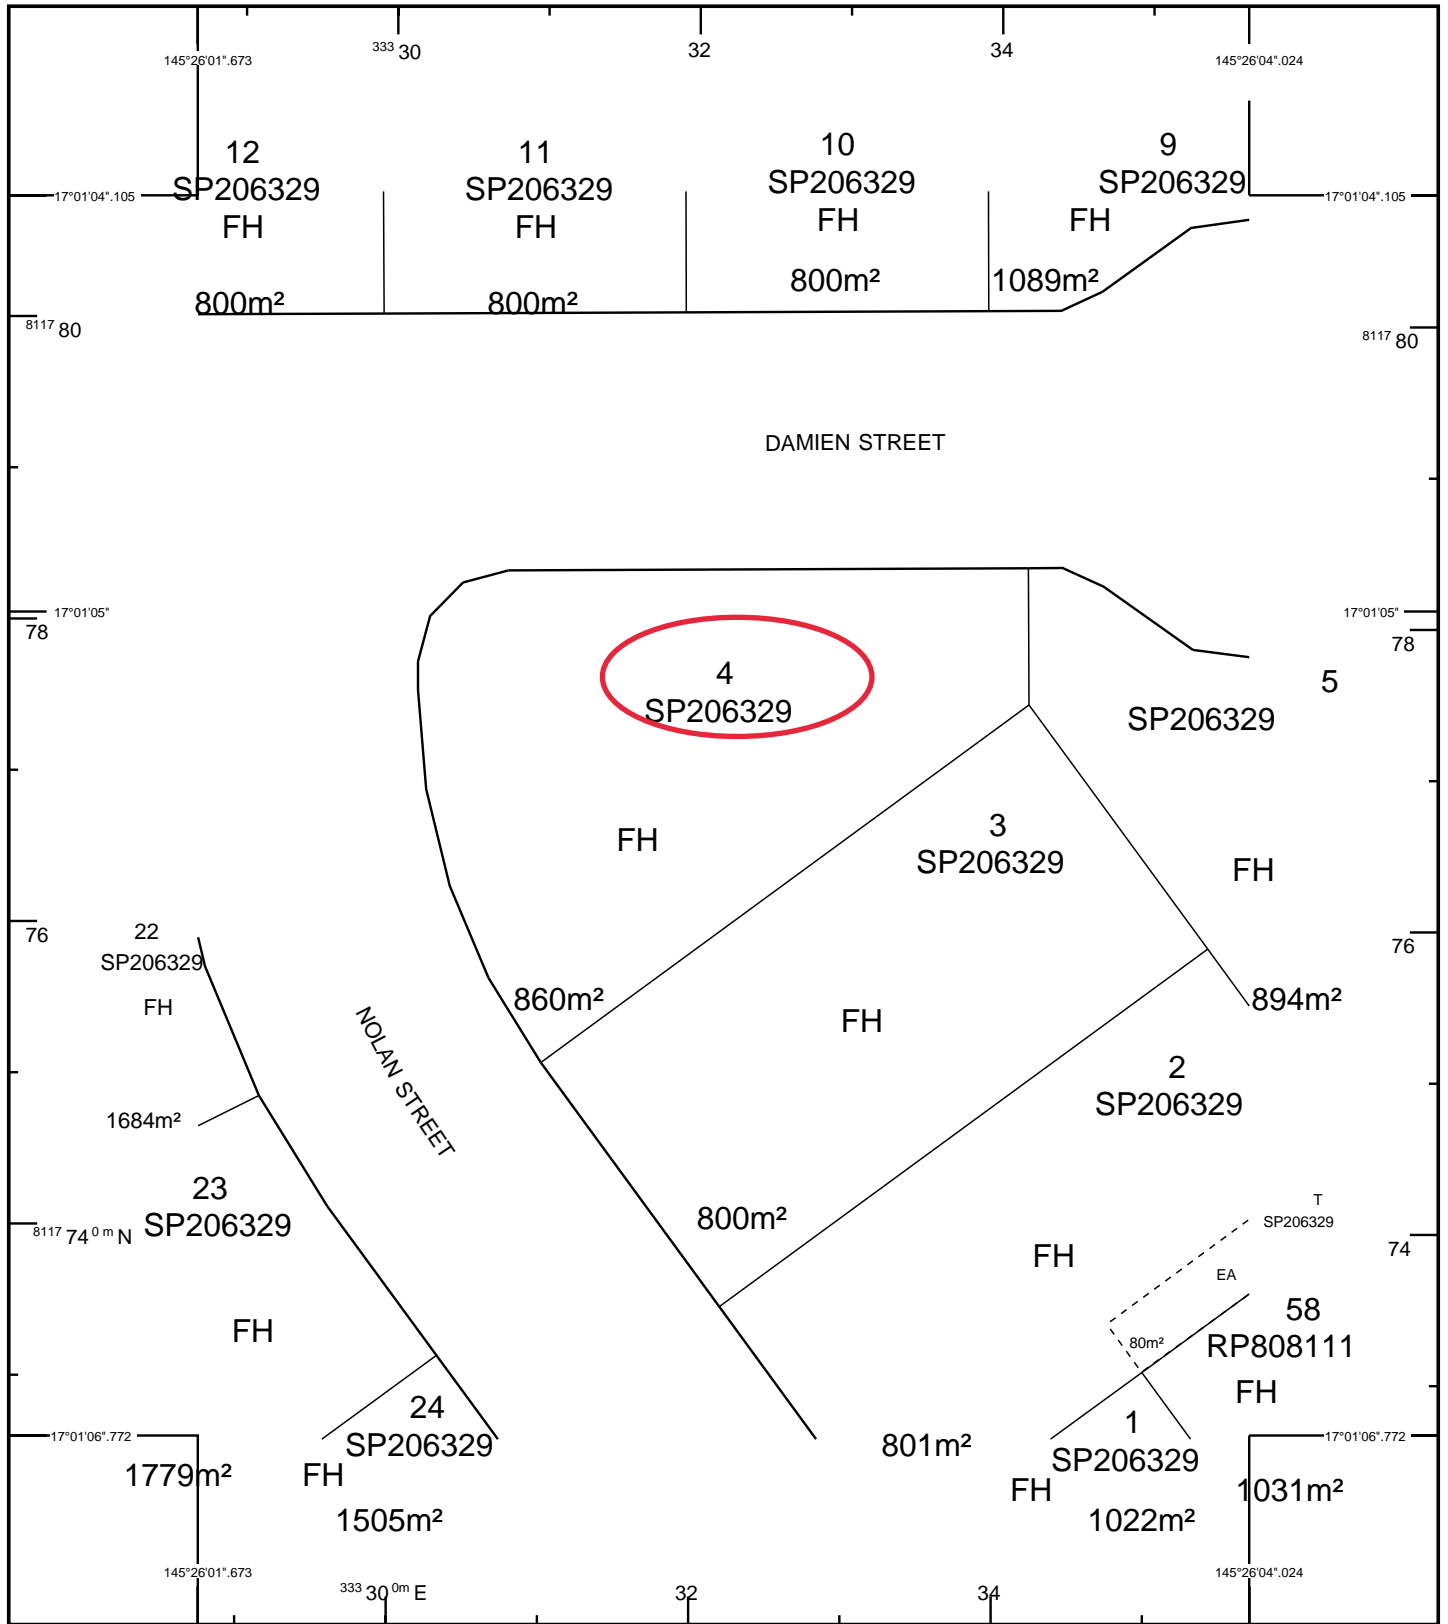 333 30
32
34
145°26'01".673
145°26'04".024
12
SP206329
FH
800m²
11
SP206329
FH
800m²
10
SP206329
FH
800m²
9
SP206329
FH
1089m²
17°01'04".105
17°01'04".105
8117 80
8117 80
DAMIEN STREET
17°01'05"
17°01'05"
78
78
4
SP206329
FH
860m²
5
SP206329
FH
894m²
3
SP206329
FH
800m²
76
76
22
SP206329
FH
1684m²
NOLAN STREET
2
SP206329
FH
801m²
23
SP206329
FH
1779m²
8117 74 0 m N
74
T
SP206329
EA
80m²
58
RP808111
FH
1031m²
24
SP206329
FH
1505m²
1
SP206329
FH
1022m²
17°01'06".772
17°01'06".772
145°26'01".673
145°26'04".024
333 30 0m E
32
34